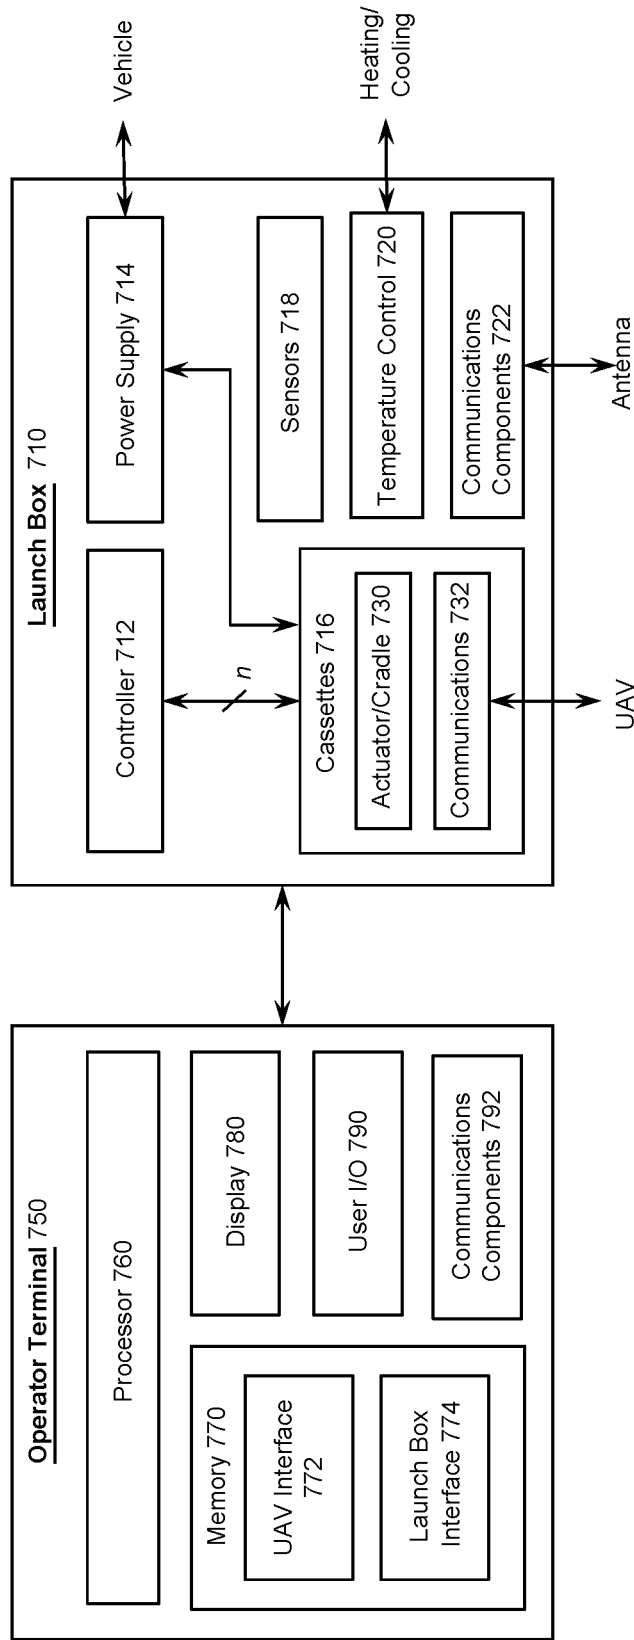 Operator Terminal 750
Processor 760
Memory 770
UAV Interface
772
Launch Box
Interface 774
Display 780
User I/O 790
Communications
Components 792
Launch Box 710
Controller 712
Power Supply 714
Vehicle
n
Cassettes 716
Actuator/Cradle 730
Communications 732
UAV
Sensors 718
Temperature Control 720
Heating/
Cooling
Communications
Components 722
Antenna